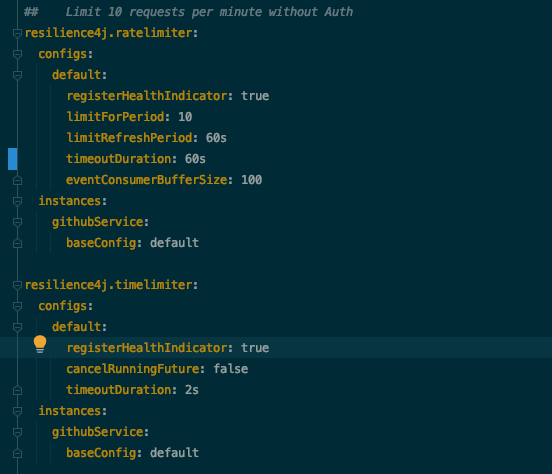 ##    Limit 10 requests per minute without Auth
resilience4j.ratelimiter:
  configs:
    default:
      registerHealthIndicator: true
      limitForPeriod: 10
      limitRefreshPeriod: 60s
      timeoutDuration: 60s
      eventConsumerBufferSize: 100
  instances:
    githubService:
      baseConfig: default

resilience4j.timelimiter:
  configs:
    default:
      registerHealthIndicator: true
      cancelRunningFuture: false
      timeoutDuration: 2s
  instances:
    githubService:
      baseConfig: default